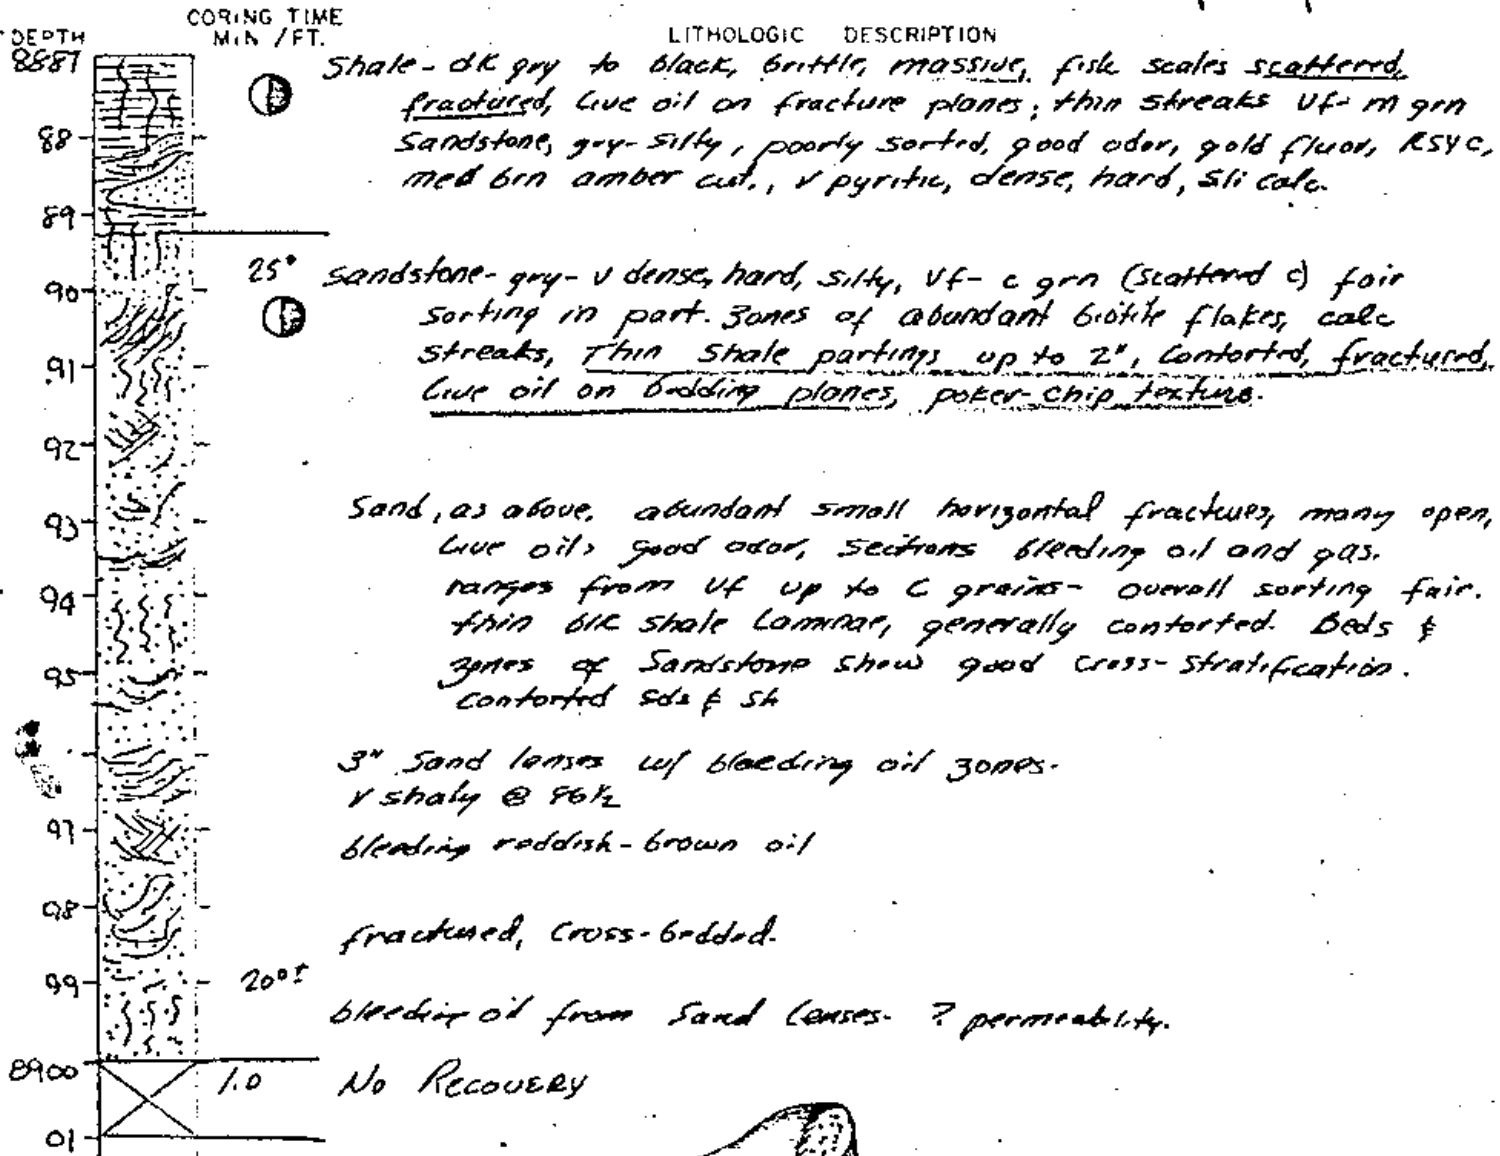 DEPTH
CORING TIME
MIN /FT.
LITHOLOGIC DESCRIPTION
8887
Shale - dk gry to black, brittle, massive, fish scales scattered,
fractured, live oil on fracture planes; thin streaks vf- m grn
88
Sandstone, gry- silty, poorly sorted, good odor, gold fluor, RSYC,
med brn amber cut., v pyritic, dense, hard, sli calc.
89
25°
Sandstone- gry- v dense, hard, silty, vf- c grn (scattered c) fair
90
sorting in part. Zones of abundant biotite flakes, calc
streaks, Thin Shale partings up to 2", contorted, fractured,
91
live oil on bedding planes, poker-chip texture.
92
Sand, as above, abundant small horizontal fractures, many open,
93
live oil, good odor, sections bleeding oil and gas.
ranges from vf up to c grains- overall sorting fair.
94
thin blk shale laminae, generally contorted. Beds &
zones of Sandstone show good cross-stratification.
95
contorted sds & sh
3" Sand lenses w/ bleeding oil zones.
v shaly @ 96½
97
bleeding reddish-brown oil
98
fractured, cross-bedded.
99
20°±
bleeding oil from sand lenses- ? permeability.
8900
1.0
No Recovery
01